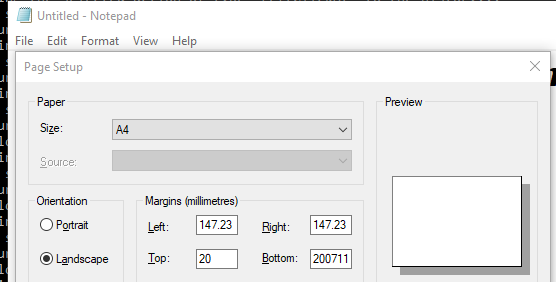 Untitled - Notepad
File Edit Format View Help
Page Setup
Paper
Preview
Size: A4
Source:
Orientation
Margins (millimetres)
Portrait
Left: 147.23 Right: 147.23
Landscape
Top: 20 Bottom: 200711